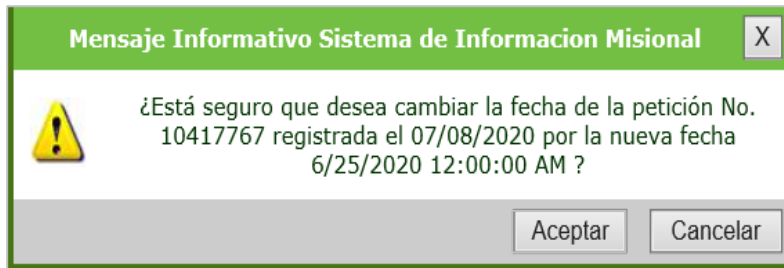 Mensaje Informativo Sistema de Informacion Misional
X
¿Está seguro que desea cambiar la fecha de la petición No.
10417767 registrada el 07/08/2020 por la nueva fecha
6/25/2020 12:00:00 AM ?
Aceptar
Cancelar